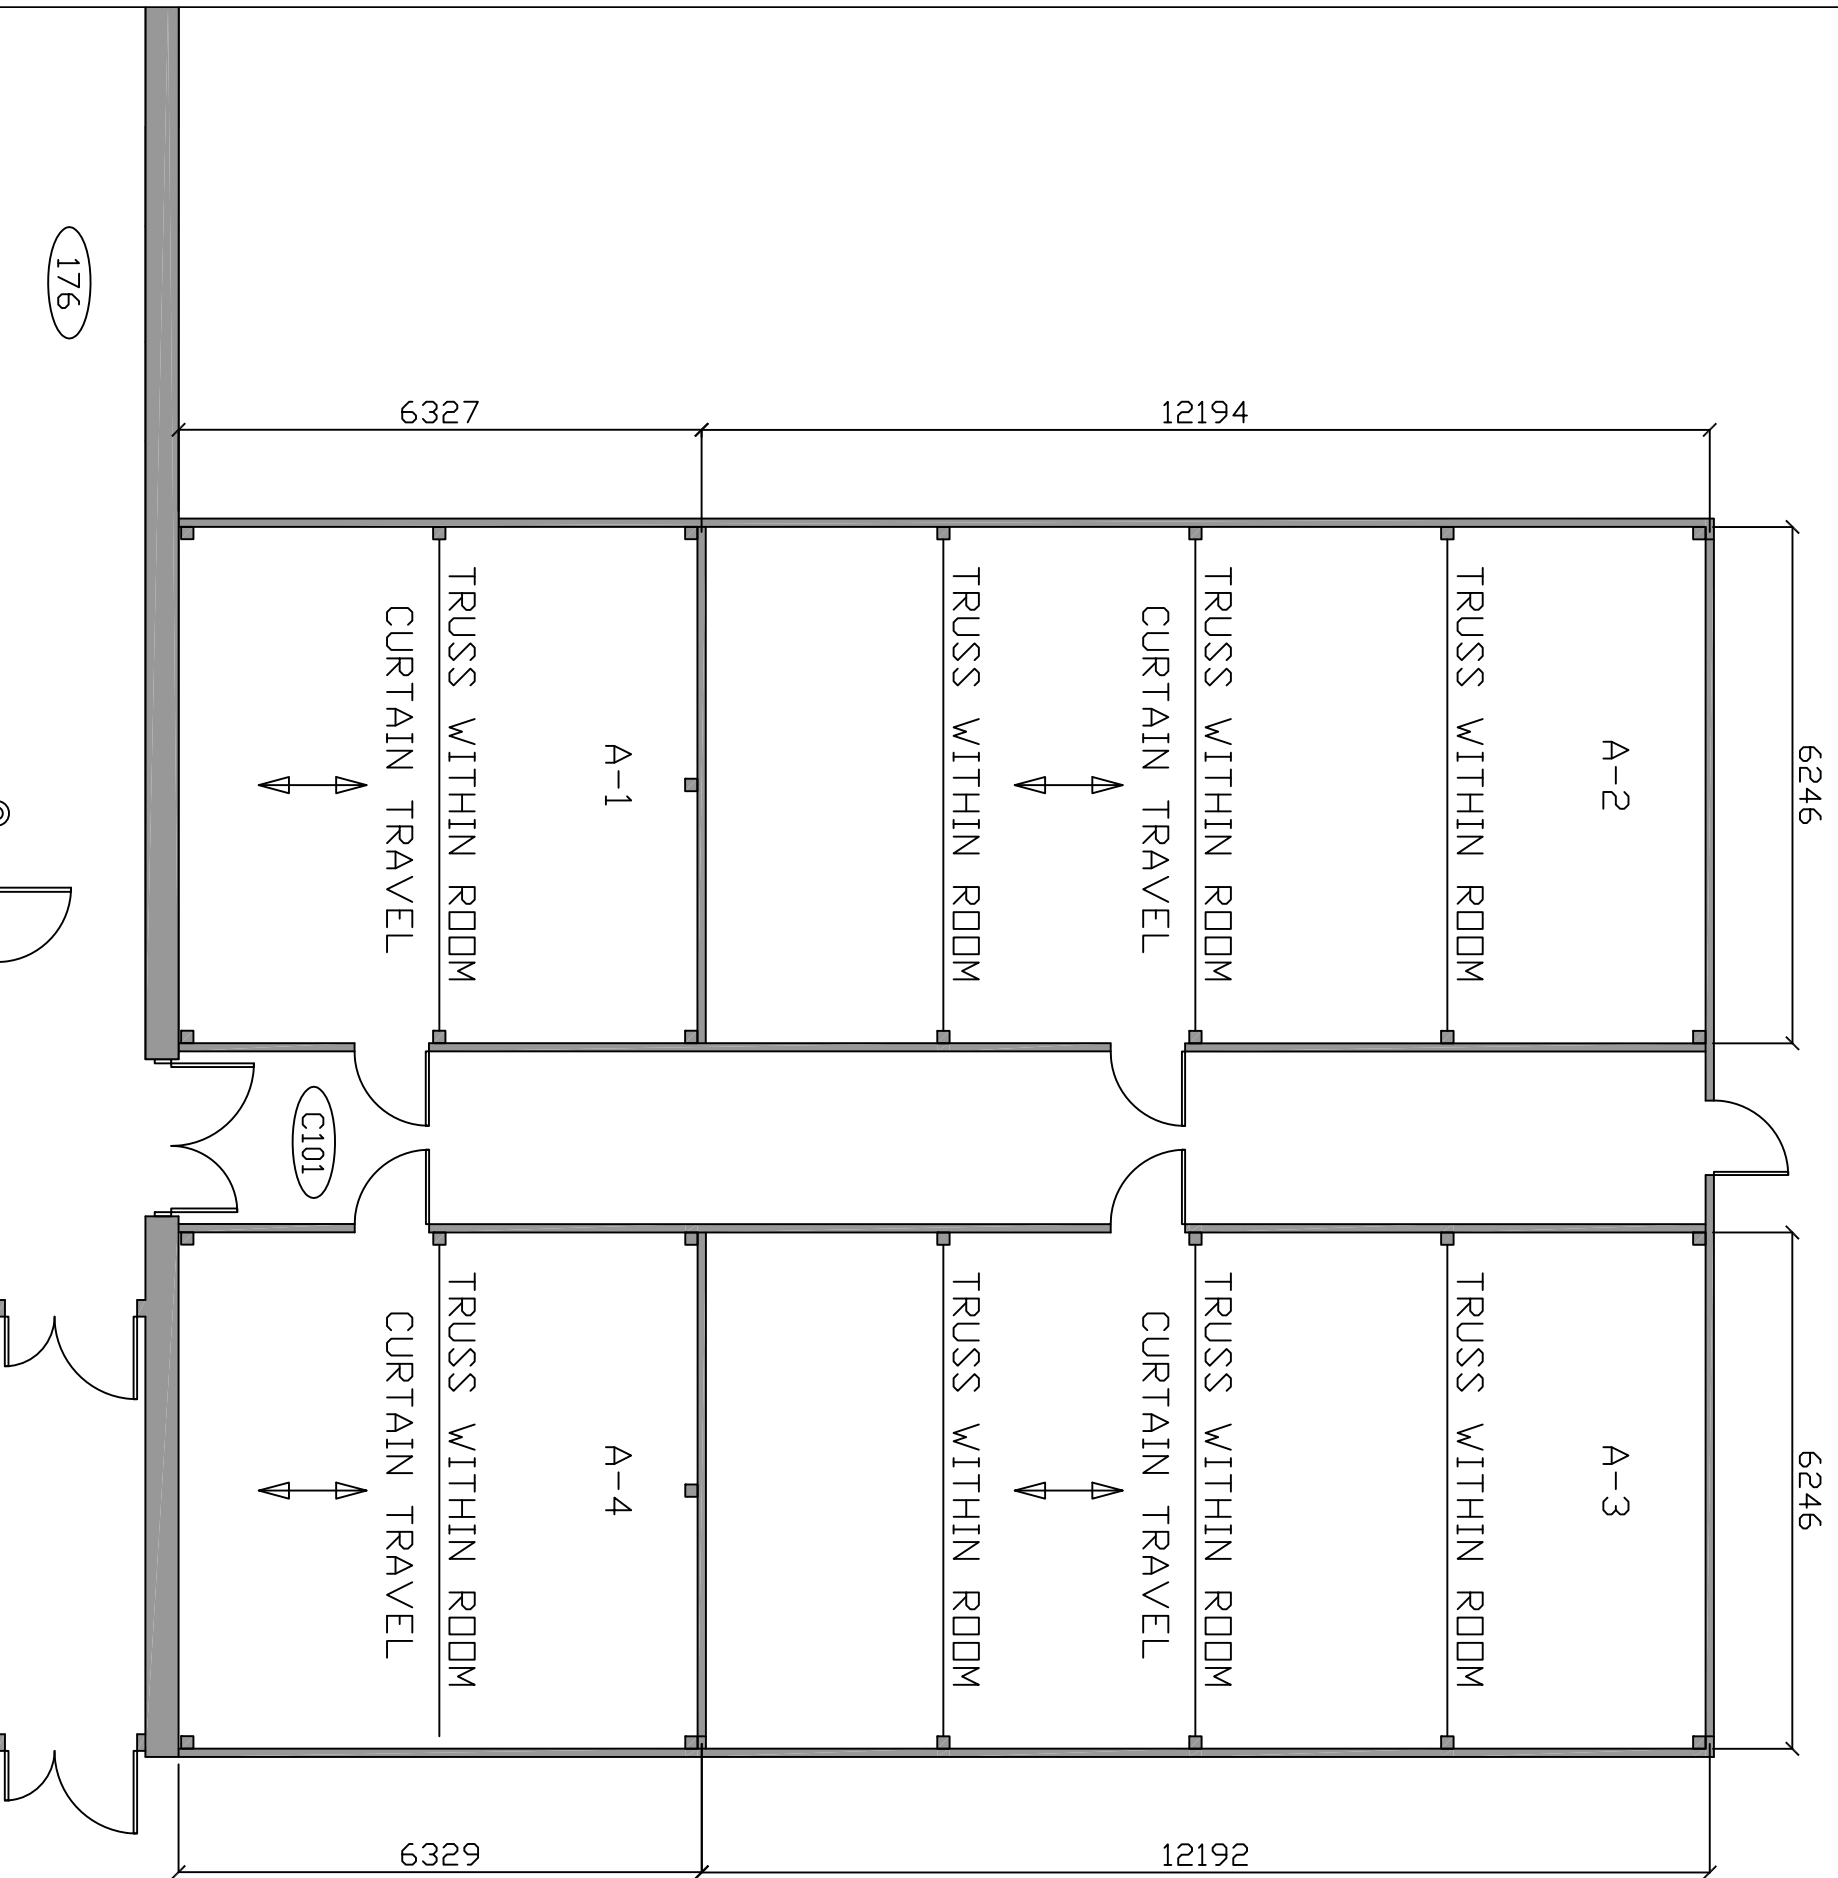 176
6327
12194
6246
A-1
CURTAIN TRAVEL
TRUSS WITHIN ROOM
A-2
TRUSS WITHIN ROOM
CURTAIN TRAVEL
TRUSS WITHIN ROOM
TRUSS WITHIN ROOM
C101
A-4
CURTAIN TRAVEL
TRUSS WITHIN ROOM
A-3
TRUSS WITHIN ROOM
CURTAIN TRAVEL
TRUSS WITHIN ROOM
TRUSS WITHIN ROOM
6246
6329
12192